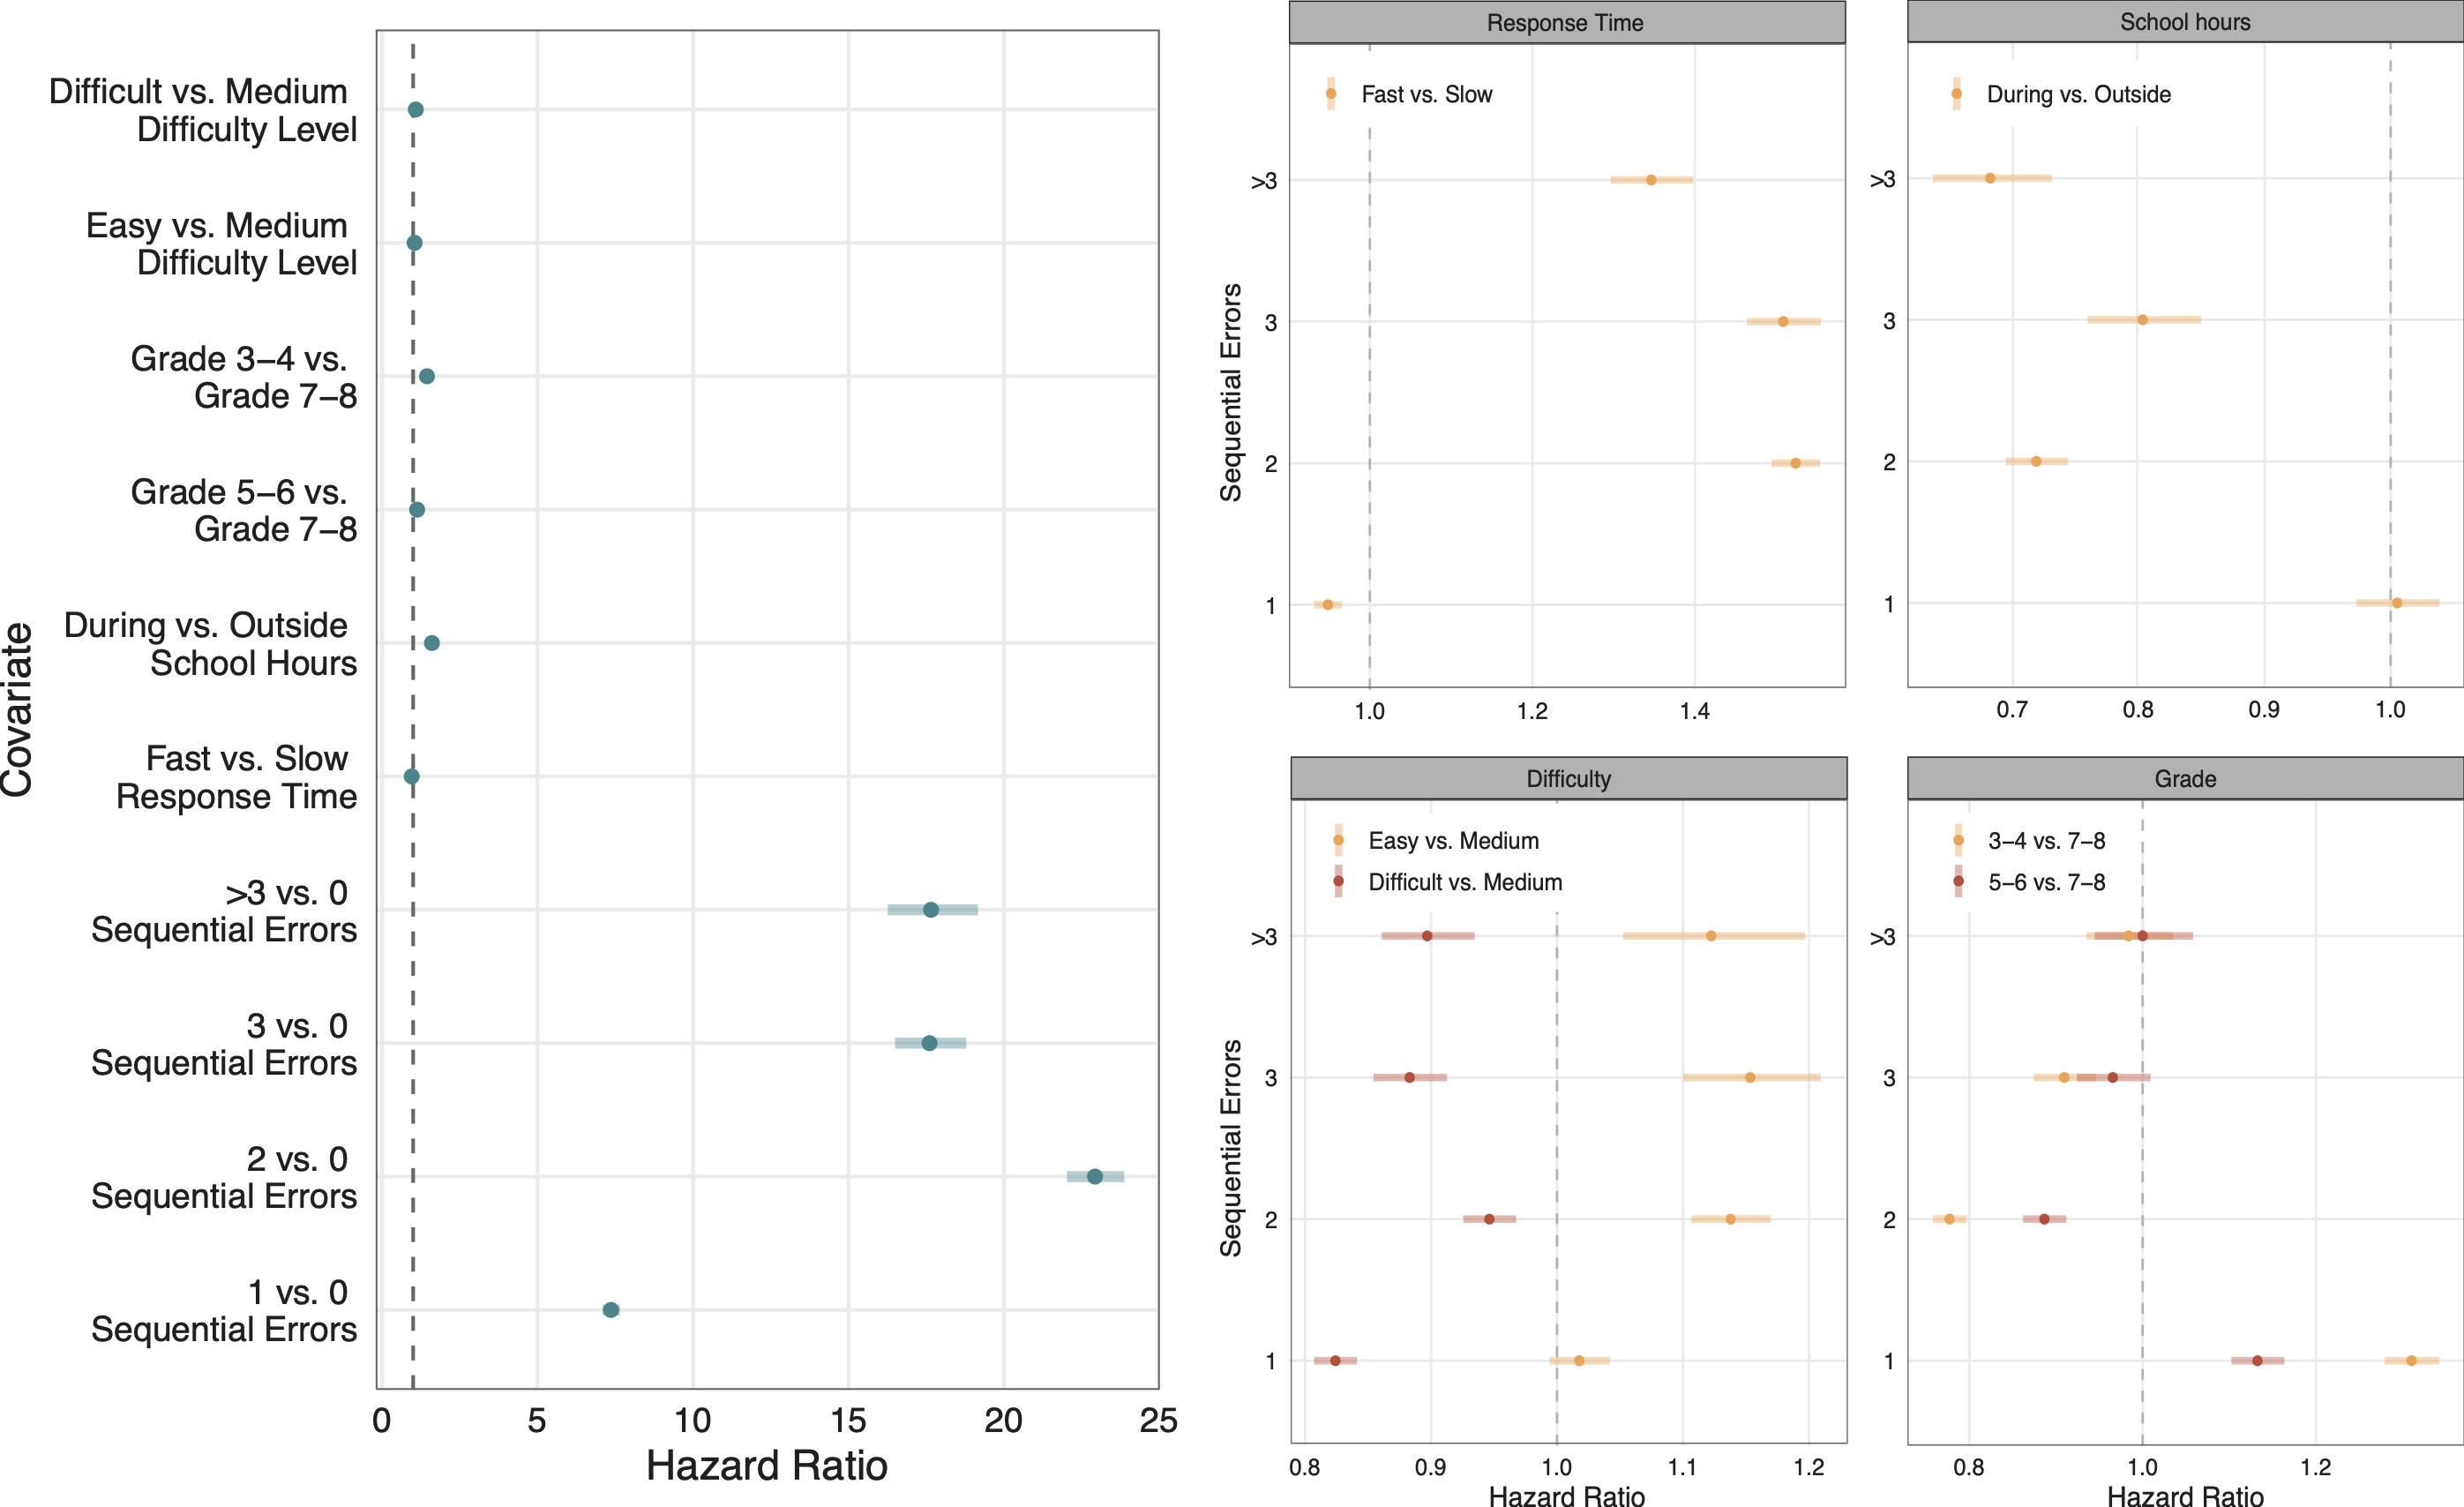 Covariate
Difficult vs. Medium
Difficulty Level
Easy vs. Medium
Difficulty Level
Grade 3–4 vs.
Grade 7–8
Grade 5–6 vs.
Grade 7–8
During vs. Outside
School Hours
Fast vs. Slow
Response Time
>3 vs. 0
Sequential Errors
3 vs. 0
Sequential Errors
2 vs. 0
Sequential Errors
1 vs. 0
Sequential Errors
0 5 10 15 20 25
Hazard Ratio
Response Time
Fast vs. Slow
Sequential Errors
>3
3
2
1
1.0 1.2 1.4
School hours
During vs. Outside
>3
3
2
1
0.7 0.8 0.9 1.0
Difficulty
Easy vs. Medium
Difficult vs. Medium
Sequential Errors
>3
3
2
1
0.8 0.9 1.0 1.1 1.2
Hazard Ratio
Grade
3–4 vs. 7–8
5–6 vs. 7–8
>3
3
2
1
0.8 1.0 1.2
Hazard Ratio